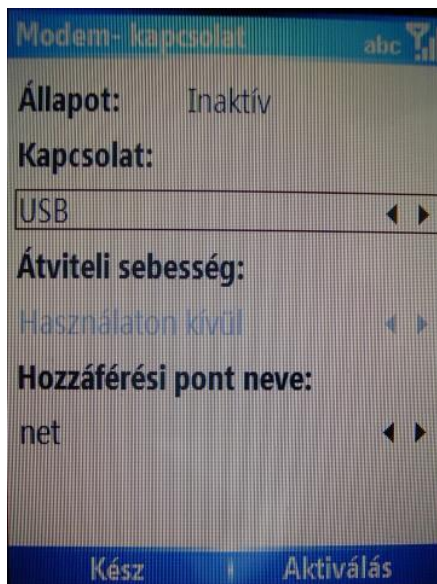 Modem- kapcsolat abc
Állapot: Inaktív
Kapcsolat:
USB
Átviteli sebesség:
Használaton kívül
Hozzáférési pont neve:
net
Kész Aktiválás